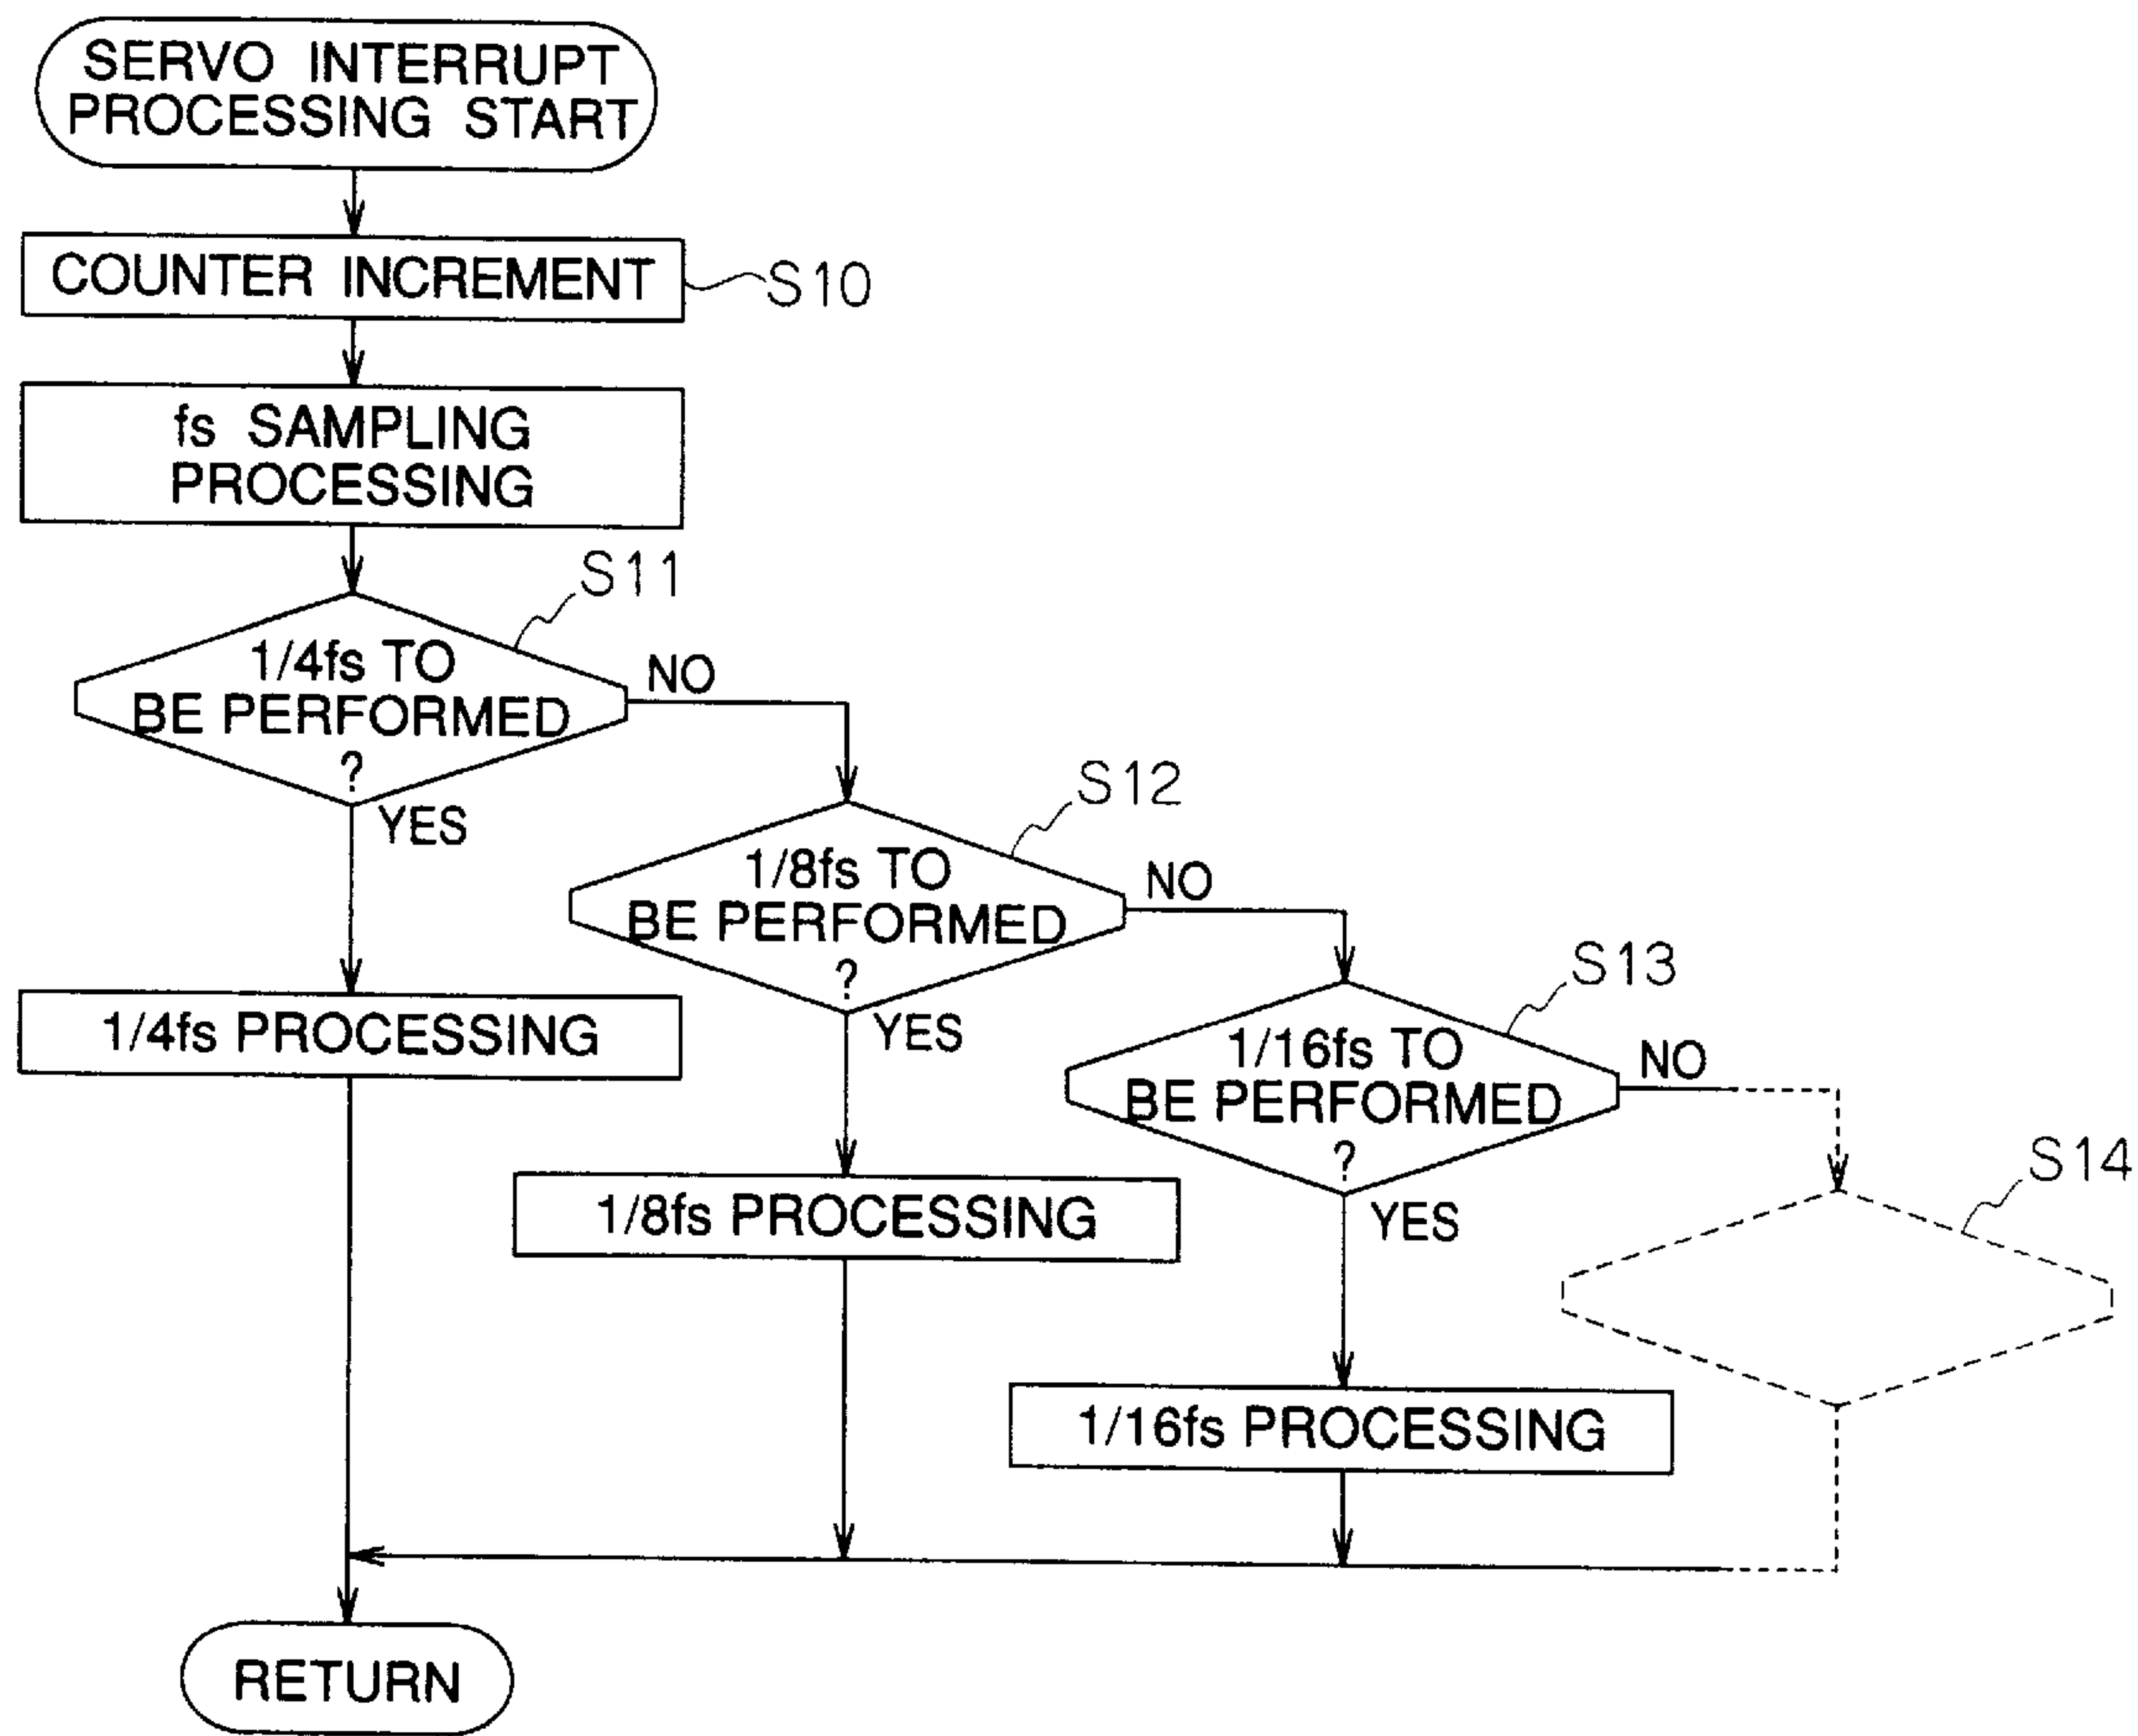 SERVO INTERRUPT
PROCESSING START
COUNTER INCREMENT
S10
fs SAMPLING
PROCESSING
S11
1/4fs TO
BE PERFORMED
?
NO
YES
S12
1/8fs TO
BE PERFORMED
?
NO
YES
S13
1/16fs TO
BE PERFORMED
?
NO
YES
S14
1/4fs PROCESSING
1/8fs PROCESSING
1/16fs PROCESSING
RETURN